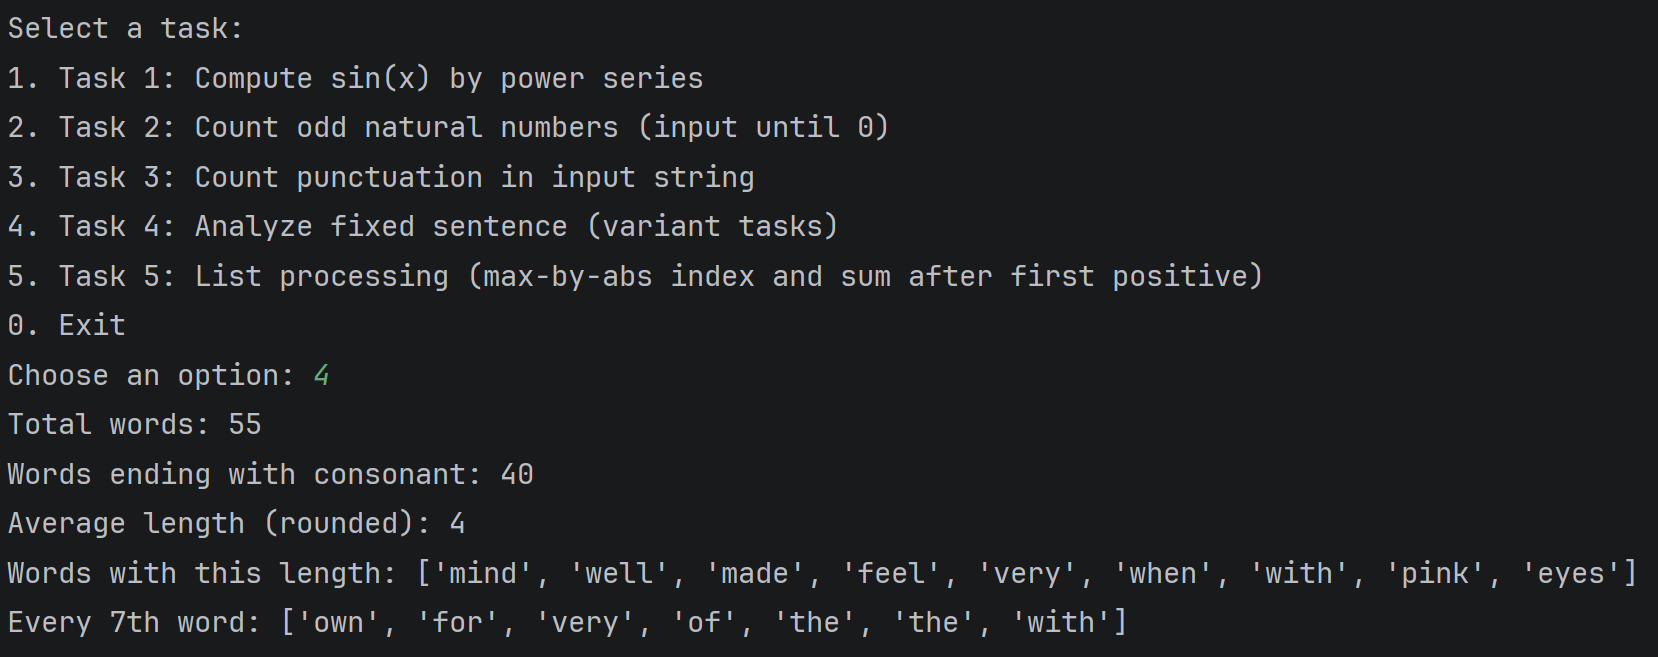 Select a task:
1. Task 1: Compute sin(x) by power series
2. Task 2: Count odd natural numbers (input until 0)
3. Task 3: Count punctuation in input string
4. Task 4: Analyze fixed sentence (variant tasks)
5. Task 5: List processing (max-by-abs index and sum after first positive)
0. Exit
Choose an option: 4
Total words: 55
Words ending with consonant: 40
Average length (rounded): 4
Words with this length: ['mind', 'well', 'made', 'feel', 'very', 'when', 'with', 'pink', 'eyes']
Every 7th word: ['own', 'for', 'very', 'of', 'the', 'the', 'with']